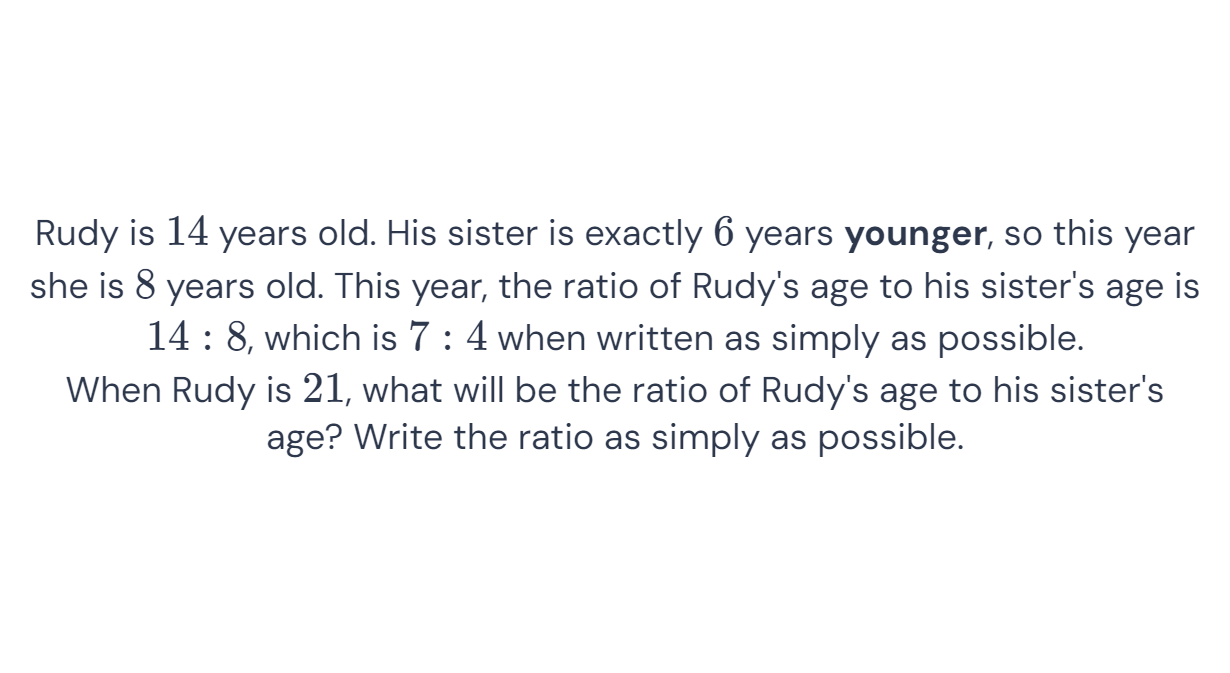 Rudy is 14 years old. His sister is exactly 6 years younger, so this year
she is 8 years old. This year, the ratio of Rudy's age to his sister's age is
14 : 8, which is 7 : 4 when written as simply as possible.
When Rudy is 21, what will be the ratio of Rudy's age to his sister's
age? Write the ratio as simply as possible.